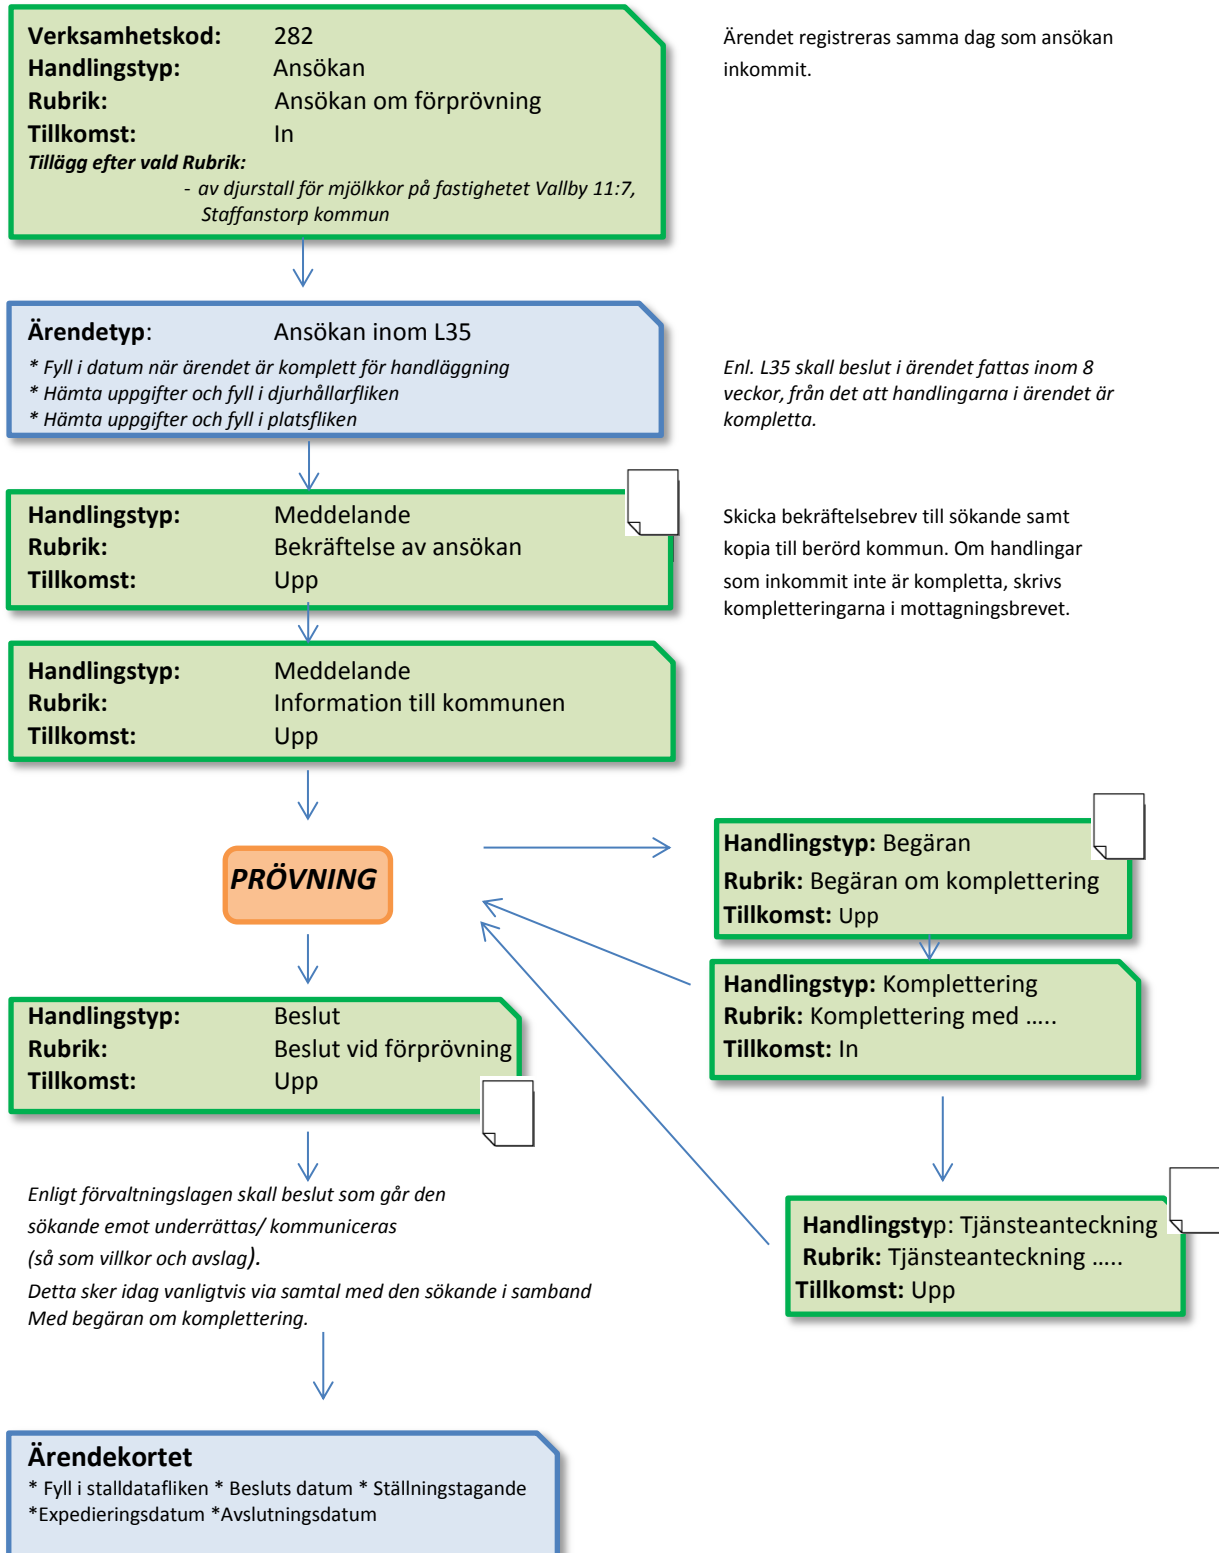 Verksamhetskod: 282
Handlingstyp: Ansökan
Rubrik: Ansökan om förprövning
Tillkomst: In
Tillägg efter vald Rubrik:
- av djurstall för mjölkkor på fastighetet Vallby 11:7,
Staffanstorp kommun
Ärendet registreras samma dag som ansökan
inkommit.
Ärendetyp: Ansökan inom L35
* Fyll i datum när ärendet är komplett för handläggning
* Hämta uppgifter och fyll i djurhållarfliken
* Hämta uppgifter och fyll i platsfliken
Enl. L35 skall beslut i ärendet fattas inom 8
veckor, från det att handlingarna i ärendet är
kompletta.
Handlingstyp: Meddelande
Rubrik: Bekräftelse av ansökan
Tillkomst: Upp
Skicka bekräftelsebrev till sökande samt
kopia till berörd kommun. Om handlingar
som inkommit inte är kompletta, skrivs
kompletteringarna i mottagningsbrevet.
Handlingstyp: Meddelande
Rubrik: Information till kommunen
Tillkomst: Upp
PRÖVNING
Handlingstyp: Begäran
Rubrik: Begäran om komplettering
Tillkomst: Upp
Handlingstyp: Komplettering
Rubrik: Komplettering med …..
Tillkomst: In
Handlingstyp: Beslut
Rubrik: Beslut vid förprövning
Tillkomst: Upp
Handlingstyp: Tjänsteanteckning
Rubrik: Tjänsteanteckning …..
Tillkomst: Upp
Enligt förvaltningslagen skall beslut som går den
sökande emot underrättas/ kommuniceras
(så som villkor och avslag).
Detta sker idag vanligtvis via samtal med den sökande i samband
Med begäran om komplettering.
Ärendekortet
* Fyll i stalldatafliken * Besluts datum * Ställningstagande
*Expedieringsdatum *Avslutningsdatum